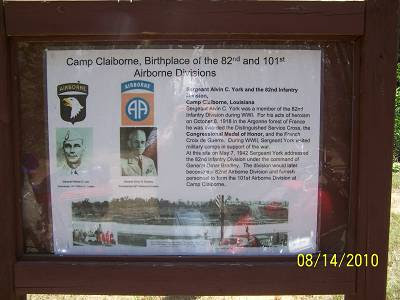 Camp Claiborne, Birthplace of the 82nd and 101st
Airborne Divisions
AIRBORNE
AIRBORNE
AA
Sergeant Alvin C. York and the 82nd Infantry
Division,
Camp Claiborne, Louisiana
Sergeant Alvin C. York was a member of the 82nd
Infantry Division during WWI. For his acts of heroism
on October 8, 1918 in the Argonne forest of France
he was awarded the Distinguished Service Cross, the
Congressional Medal of Honor, and the French
Croix de Guerre. During WWII, Sergeant York visited
military camps in support of the war.
At this site on May 7, 1942 Sergeant York addressed
the 82nd Infantry Division under the command of
General Omar Bradley. The division would later
become the 82nd Airborne Division and furnish
personnel to form the 101st Airborne Division at
Camp Claiborne.
08/14/2010